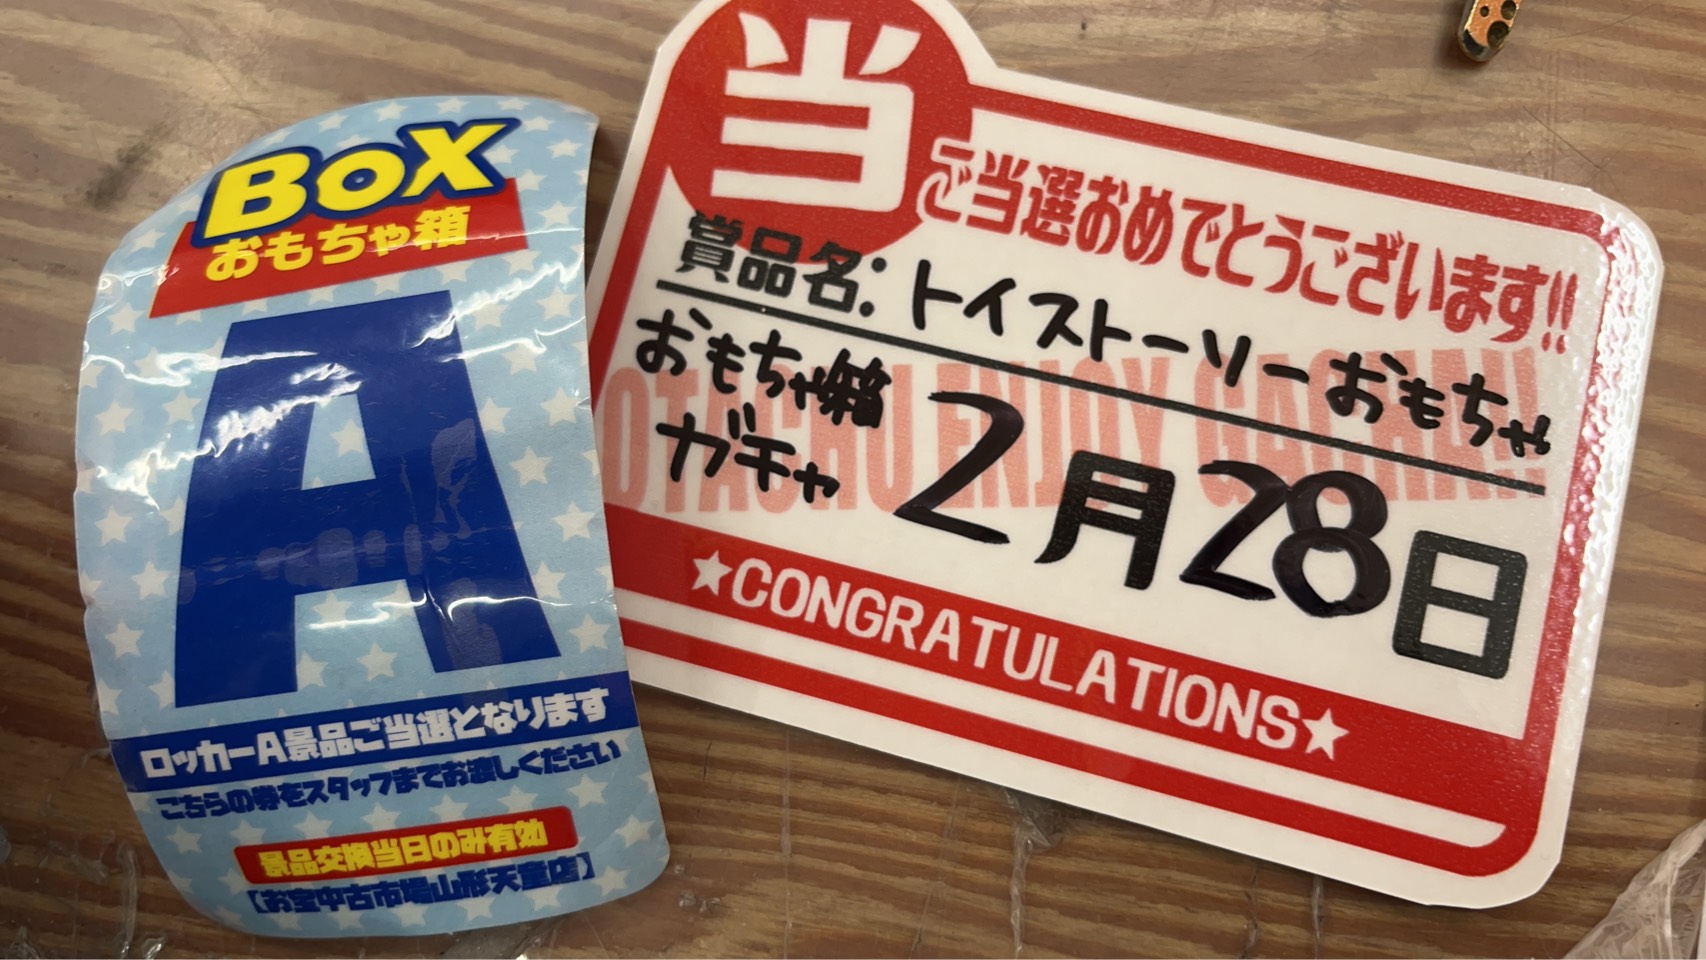 BOX
おもちゃ箱
A
ロッカーA景品ご当選となります
こちらの券をスタッフまでお渡しください
景品交換当日のみ有効
【お宝中古市場山形天童店】
当
ご当選おめでとうございます!!
賞品名:トイストーリーおもちゃ
おもちゃ箱
ガチャ
2月28日
OTACHU ENJOY GACHA!!
★CONGRATULATIONS★